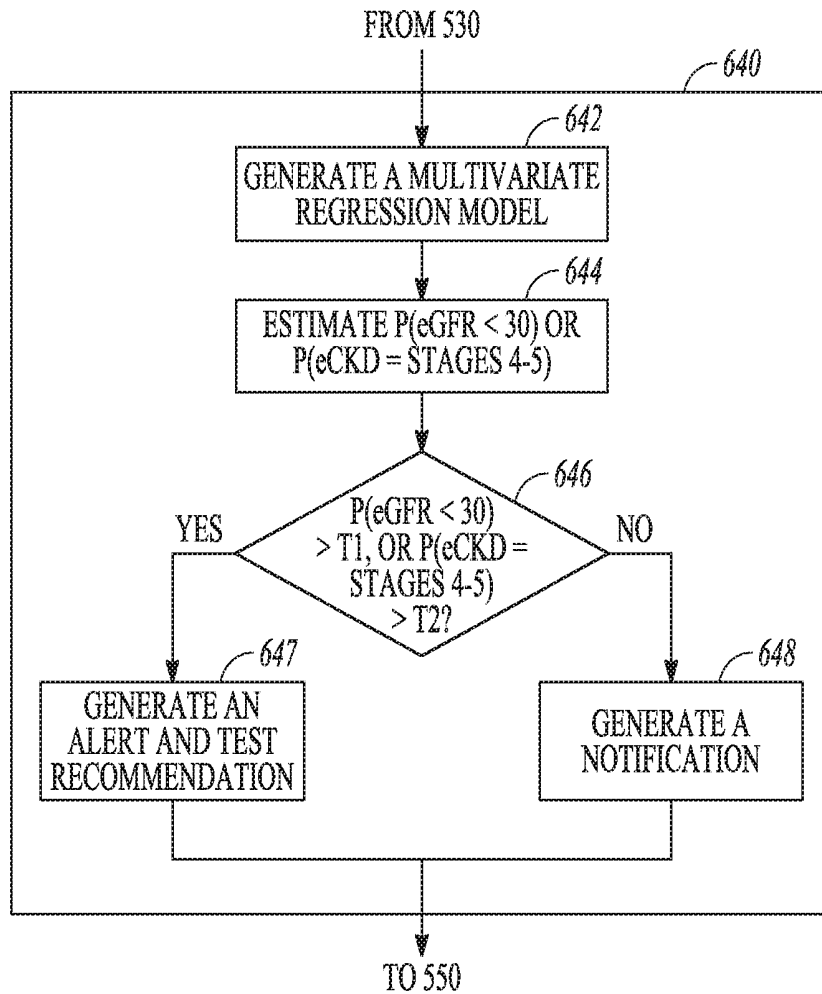 FROM 530
640
642
GENERATE A MULTIVARIATE
REGRESSION MODEL
644
ESTIMATE P(eGFR < 30) OR
P(eCKD = STAGES 4-5)
646
P(eGFR < 30)
> T1, OR P(eCKD =
STAGES 4-5)
> T2?
YES
NO
647
GENERATE AN
ALERT AND TEST
RECOMMENDATION
648
GENERATE A
NOTIFICATION
TO 550